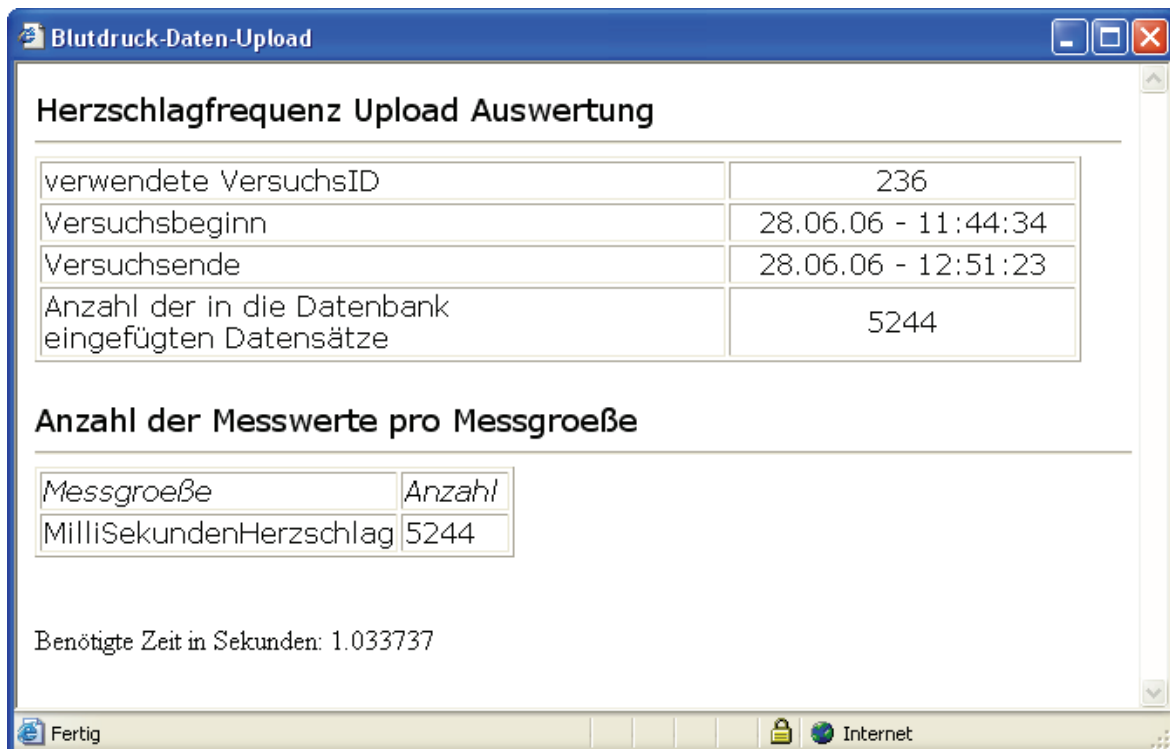 Blutdruck-Daten-Upload
Herzschlagfrequenz Upload Auswertung
verwendete VersuchsID 236
Versuchsbeginn 28.06.06 - 11:44:34
Versuchsende 28.06.06 - 12:51:23
Anzahl der in die Datenbank
eingefügten Datensätze 5244
Anzahl der Messwerte pro Messgroeße
Messgroeße Anzahl
MilliSekundenHerzschlag 5244
Benötigte Zeit in Sekunden: 1.033737
Fertig Internet